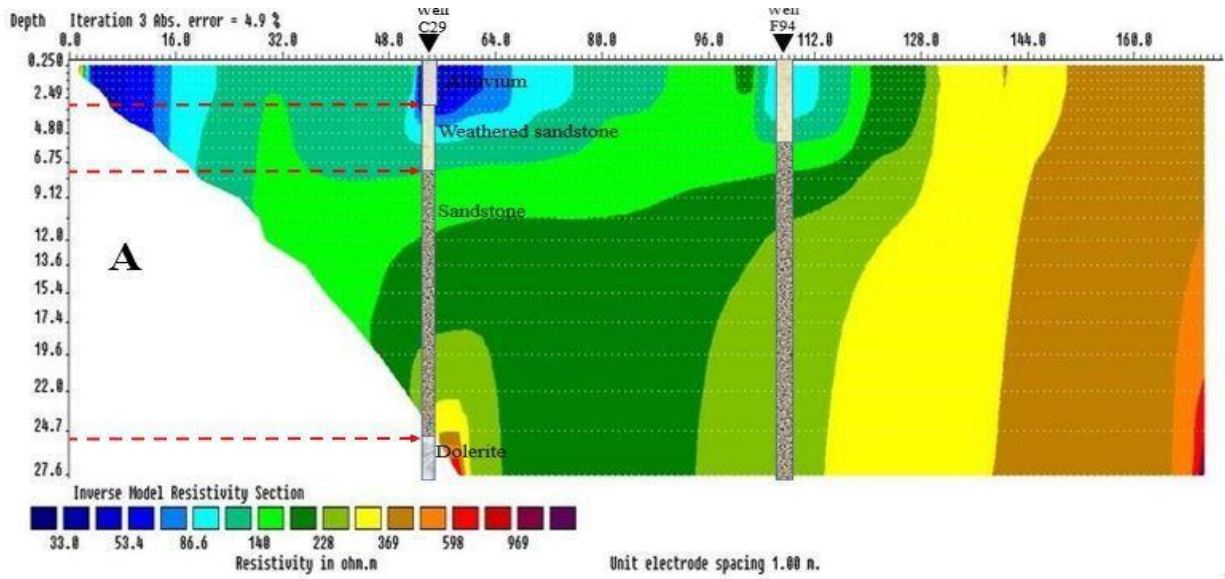 Well
C29
Well
F94
Depth Iteration 3 Abs. error = 4.9 %
0.0 16.0 32.0 48.0 64.0 80.0 96.0 112.0 128.0 144.0 160.0
0.250
2.49
4.80
6.75
9.12
12.0
13.6
15.4
17.4
19.6
22.0
24.7
27.6
Alluvium
Weathered sandstone
Sandstone
A
Dolerite
Inverse Model Resistivity Section
33.0 53.4 86.6 140 228 369 598 969
Resistivity in ohm.m
Unit electrode spacing 1.00 m.